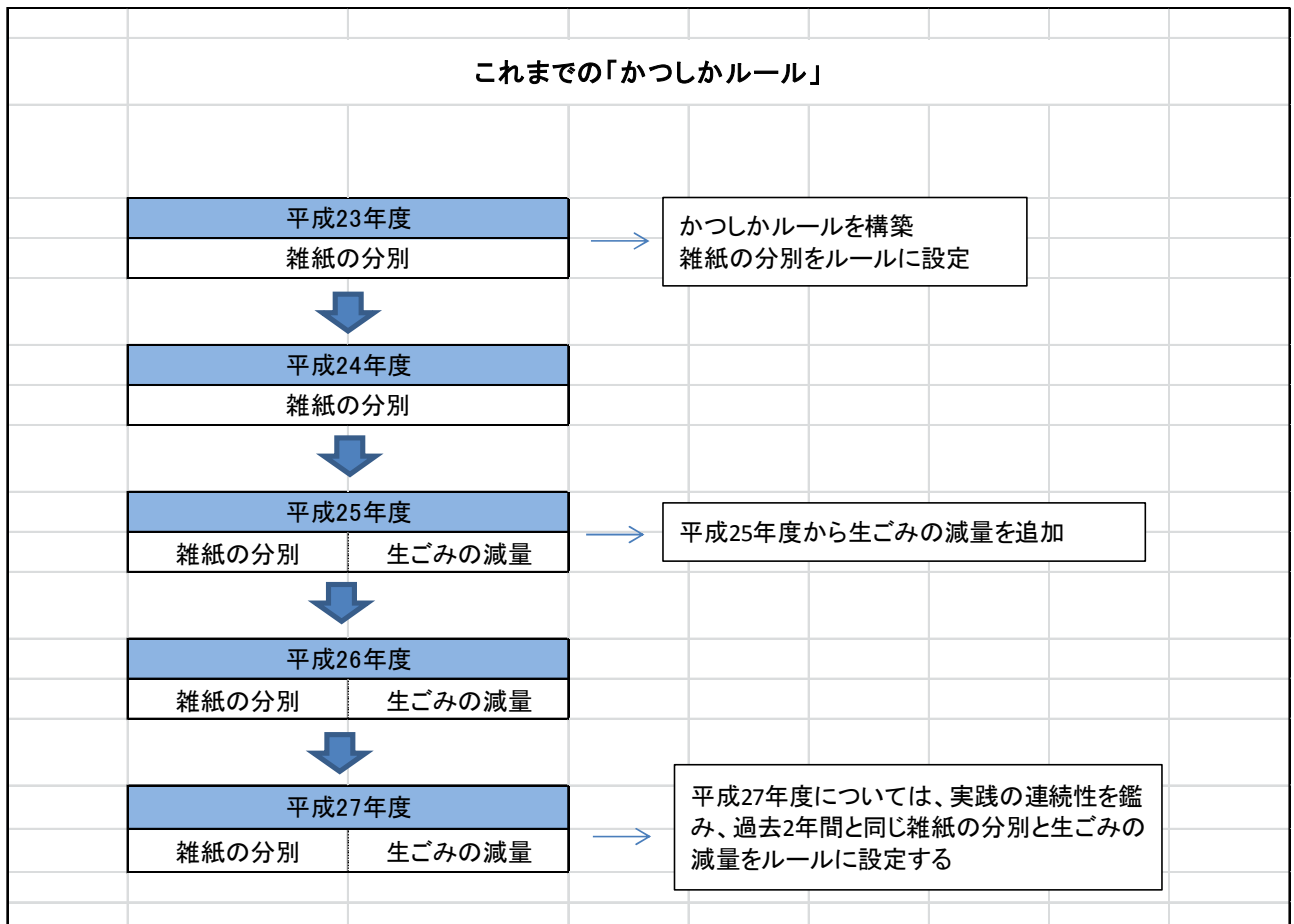 これまでの「かつしかルール」
平成23年度
雑紙の分別
かつしかルールを構築
雑紙の分別をルールに設定
平成24年度
雑紙の分別
平成25年度
雑紙の分別 生ごみの減量
平成25年度から生ごみの減量を追加
平成26年度
雑紙の分別 生ごみの減量
平成27年度
雑紙の分別 生ごみの減量
平成27年度については、実践の連続性を鑑
み、過去2年間と同じ雑紙の分別と生ごみの
減量をルールに設定する